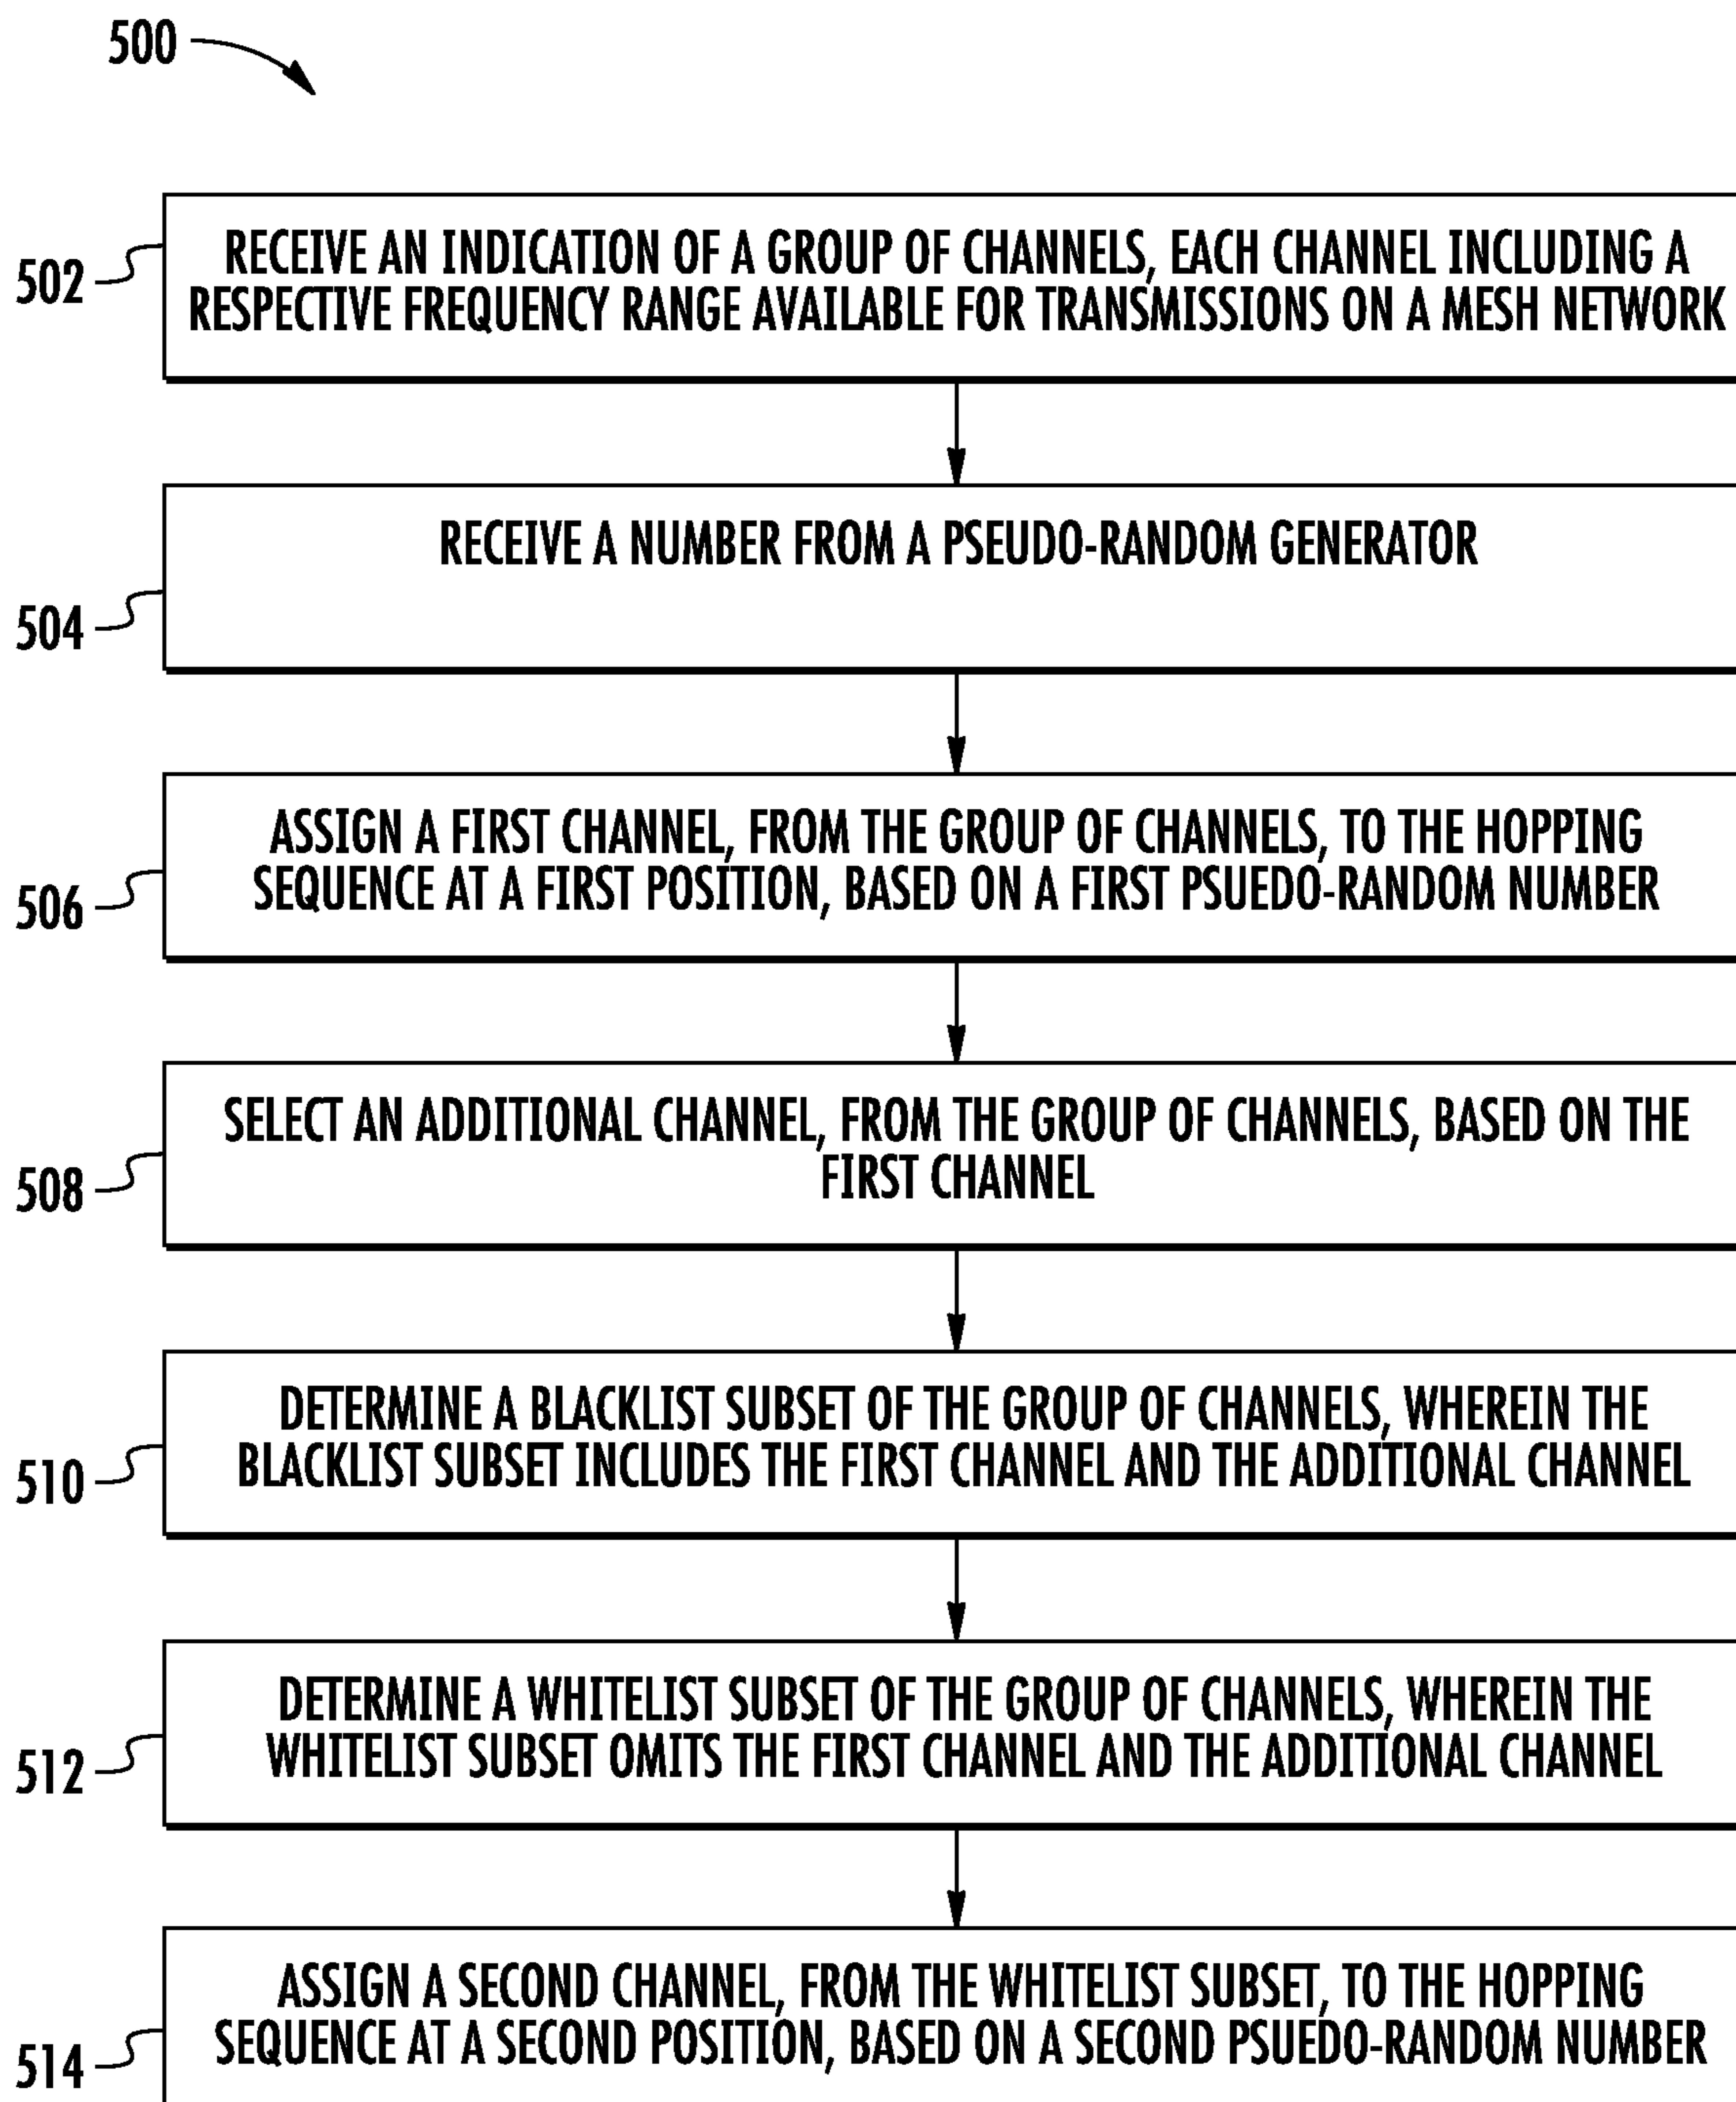 500
502
RECEIVE AN INDICATION OF A GROUP OF CHANNELS, EACH CHANNEL INCLUDING A
RESPECTIVE FREQUENCY RANGE AVAILABLE FOR TRANSMISSIONS ON A MESH NETWORK
504
RECEIVE A NUMBER FROM A PSEUDO-RANDOM GENERATOR
506
ASSIGN A FIRST CHANNEL, FROM THE GROUP OF CHANNELS, TO THE HOPPING
SEQUENCE AT A FIRST POSITION, BASED ON A FIRST PSUEDO-RANDOM NUMBER
508
SELECT AN ADDITIONAL CHANNEL, FROM THE GROUP OF CHANNELS, BASED ON THE
FIRST CHANNEL
510
DETERMINE A BLACKLIST SUBSET OF THE GROUP OF CHANNELS, WHEREIN THE
BLACKLIST SUBSET INCLUDES THE FIRST CHANNEL AND THE ADDITIONAL CHANNEL
512
DETERMINE A WHITELIST SUBSET OF THE GROUP OF CHANNELS, WHEREIN THE
WHITELIST SUBSET OMITS THE FIRST CHANNEL AND THE ADDITIONAL CHANNEL
514
ASSIGN A SECOND CHANNEL, FROM THE WHITELIST SUBSET, TO THE HOPPING
SEQUENCE AT A SECOND POSITION, BASED ON A SECOND PSUEDO-RANDOM NUMBER